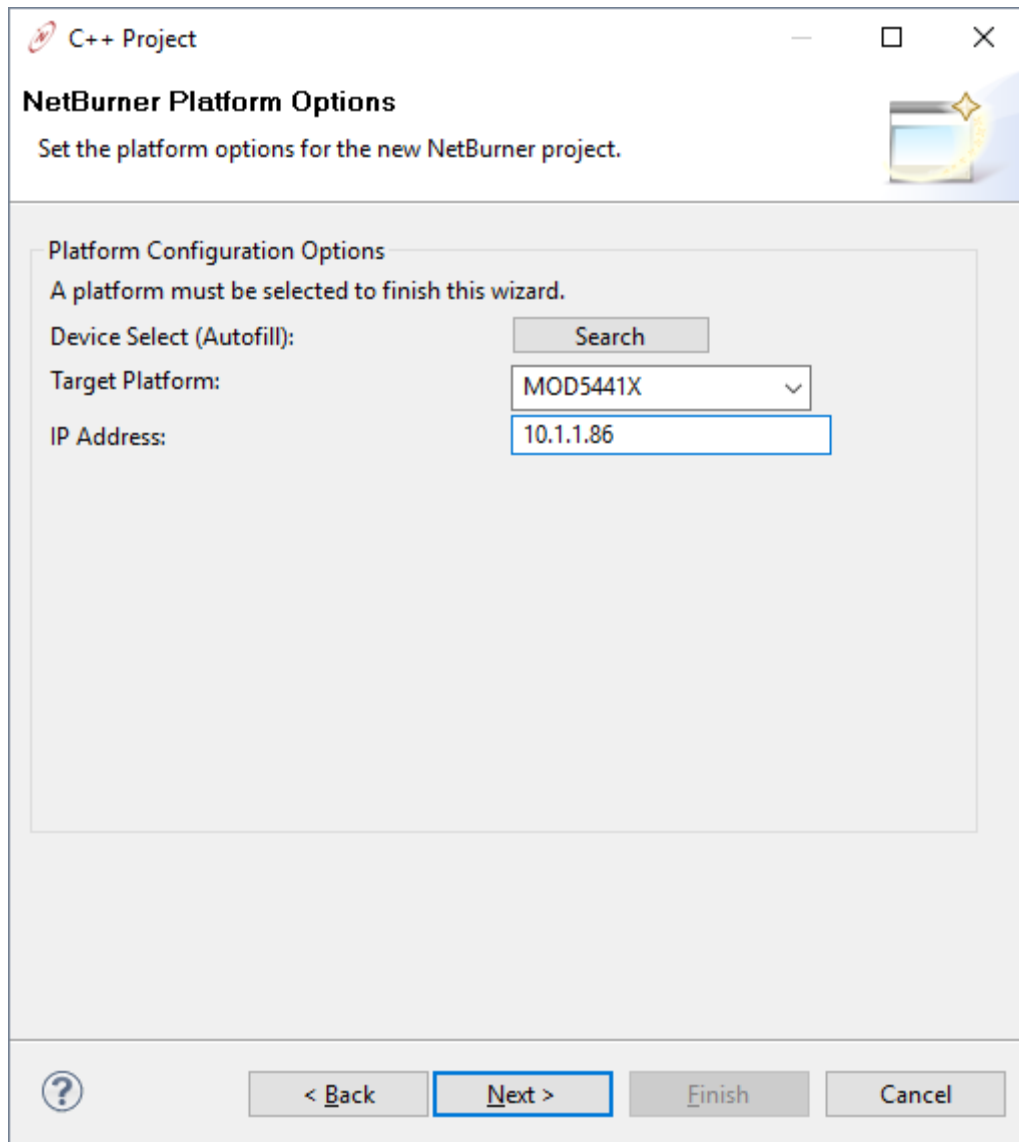 C++ Project
NetBurner Platform Options
Set the platform options for the new NetBurner project.
Platform Configuration Options
A platform must be selected to finish this wizard.
Device Select (Autofill): Search
Target Platform: MOD5441X
IP Address: 10.1.1.86
? < Back Next > Finish Cancel